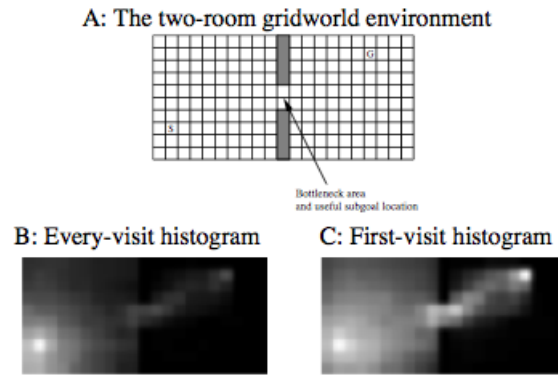 A: The two-room gridworld environment
G
S
Bottleneck area
and useful subgoal location
B: Every-visit histogram
C: First-visit histogram